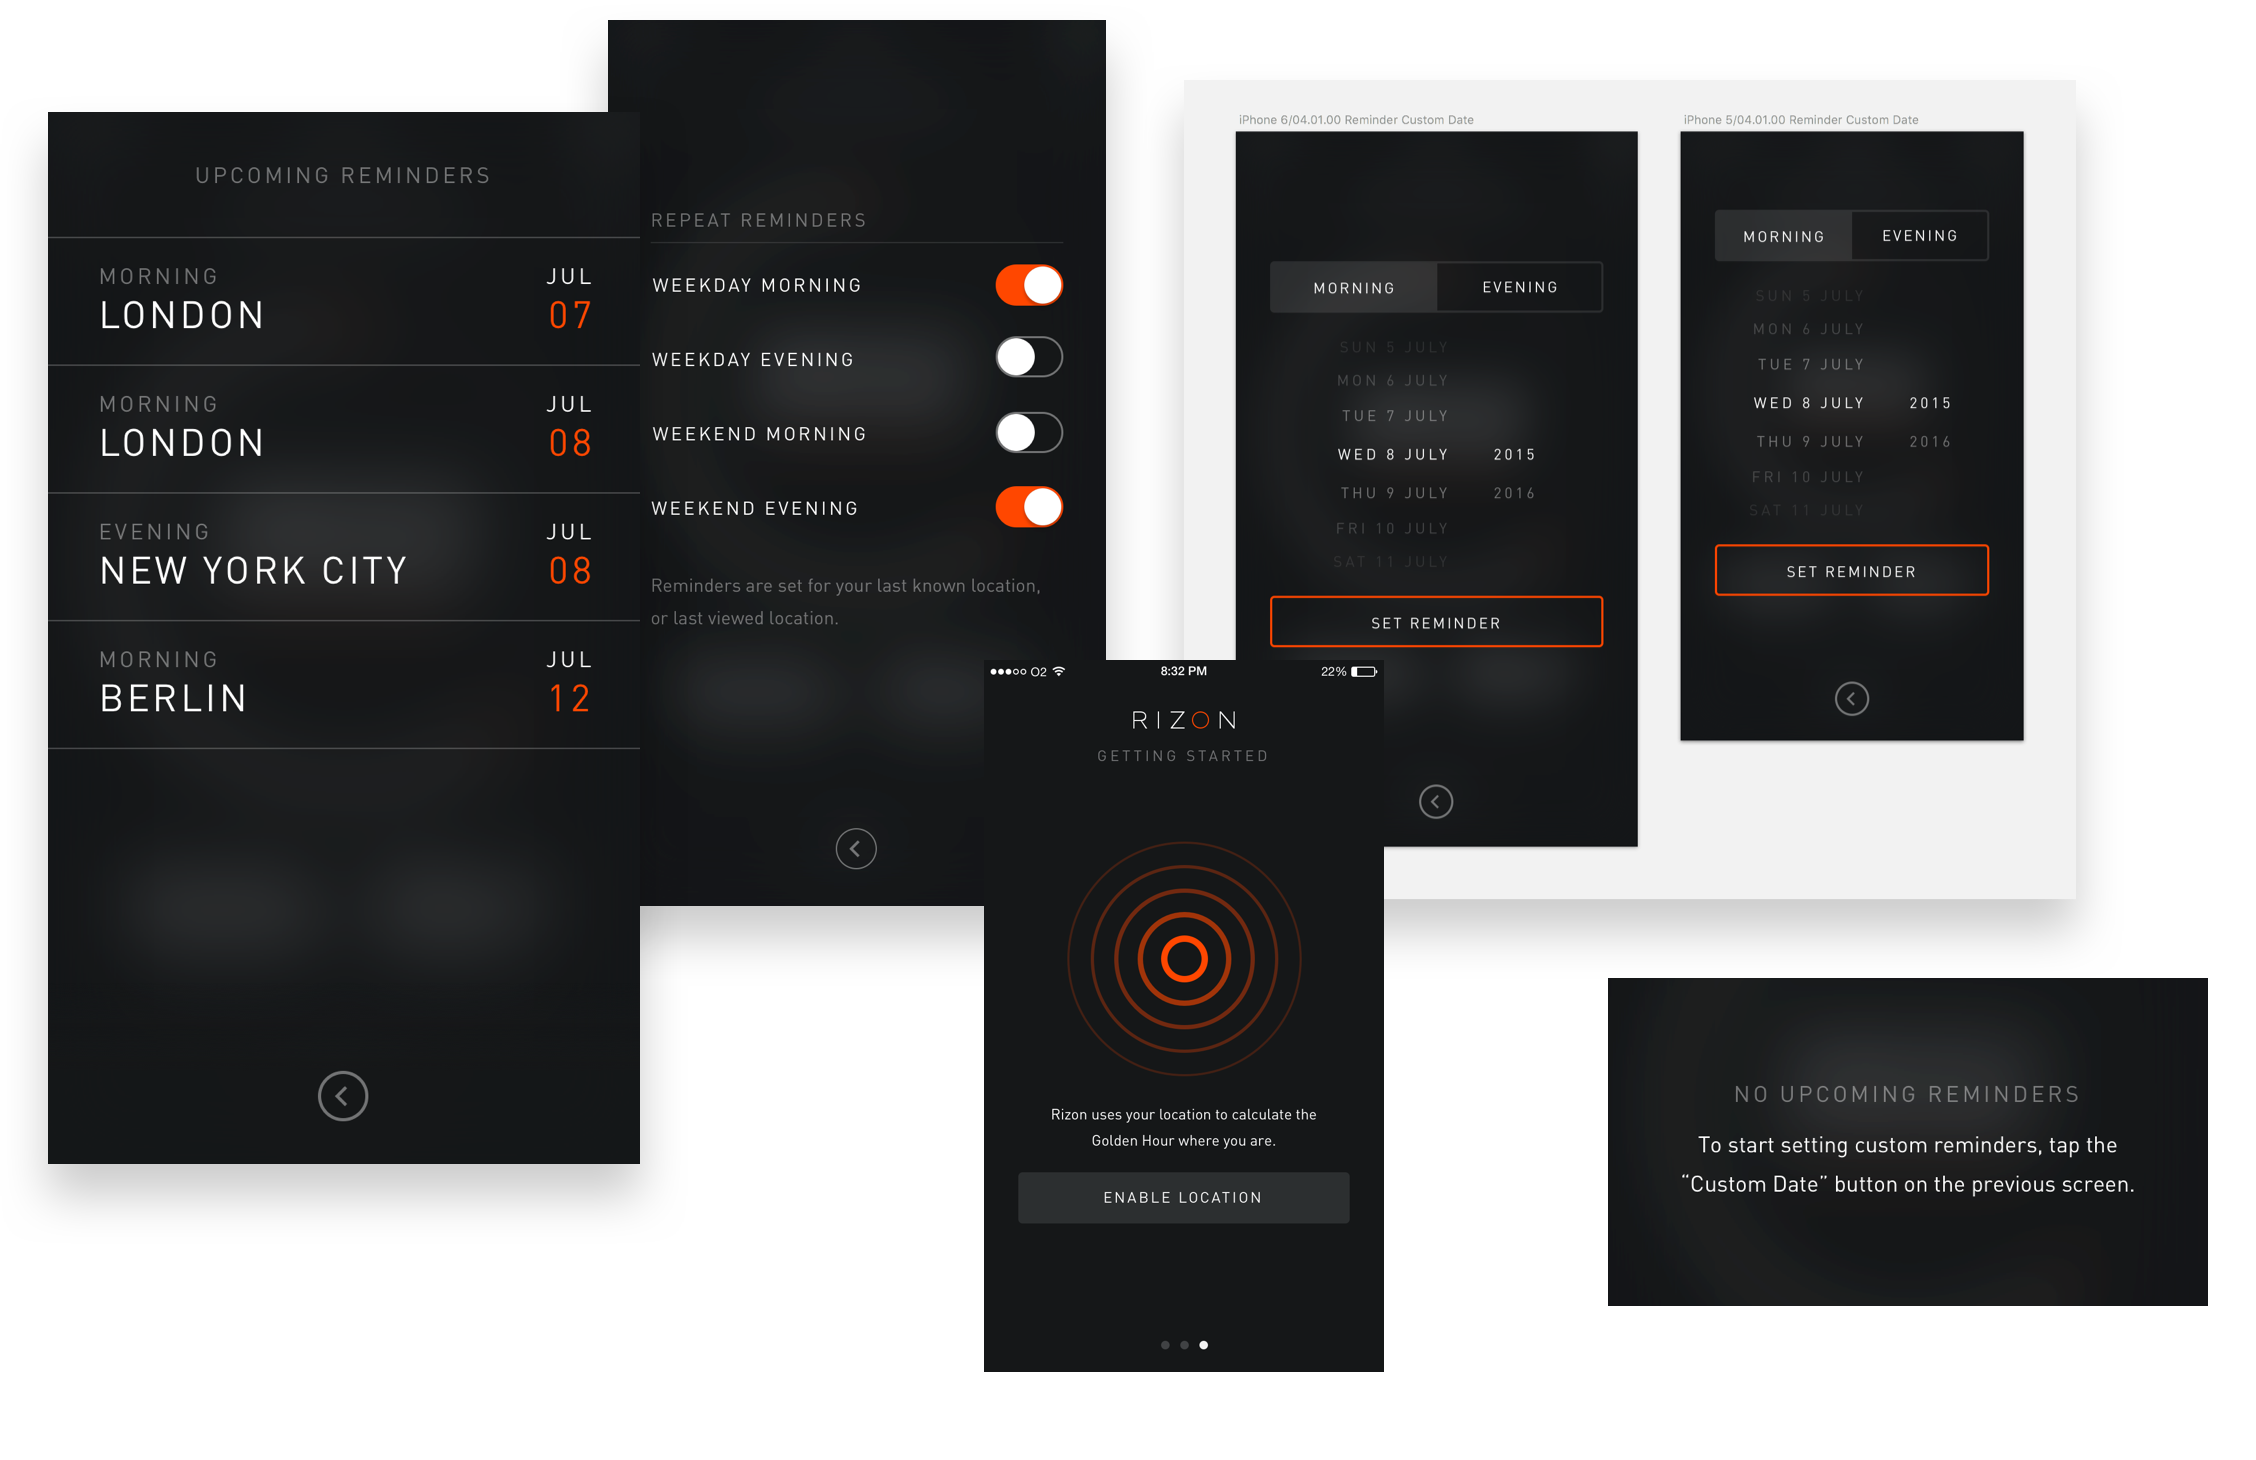 UPCOMING REMINDERS
MORNING
LONDON
JUL
07
MORNING
LONDON
JUL
08
EVENING
NEW YORK CITY
JUL
08
MORNING
BERLIN
JUL
12
REPEAT REMINDERS
WEEKDAY MORNING
WEEKDAY EVENING
WEEKEND MORNING
WEEKEND EVENING
Reminders are set for your last known location,
or last viewed location.
iPhone 6/04.01.00 Reminder Custom Date
MORNING EVENING
SUN 5 JULY
MON 6 JULY
TUE 7 JULY
WED 8 JULY 2015
THU 9 JULY 2016
FRI 10 JULY
SAT 11 JULY
SET REMINDER
iPhone 5/04.01.00 Reminder Custom Date
MORNING EVENING
SUN 5 JULY
MON 6 JULY
TUE 7 JULY
WED 8 JULY 2015
THU 9 JULY 2016
FRI 10 JULY
SAT 11 JULY
SET REMINDER
O2 8:32 PM 22%
RIZON
GETTING STARTED
Rizon uses your location to calculate the
Golden Hour where you are.
ENABLE LOCATION
NO UPCOMING REMINDERS
To start setting custom reminders, tap the
“Custom Date” button on the previous screen.